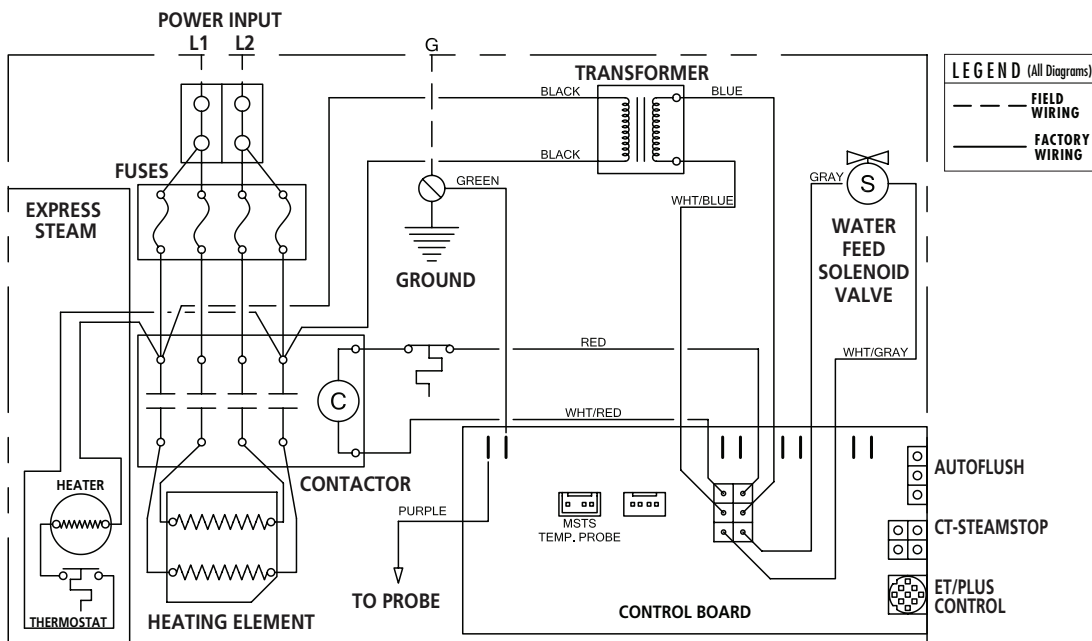 POWER INPUT
L1 L2
G
TRANSFORMER
BLACK
BLUE
BLACK
FUSES
GREEN
WHT/BLUE
GRAY
S
EXPRESS
STEAM
GROUND
WATER
FEED
SOLENOID
VALVE
RED
WHT/GRAY
C
WHT/RED
CONTACTOR
HEATER
PURPLE
MSTS
TEMP. PROBE
AUTOFLUSH
CT-STEAMSTOP
TO PROBE
THERMOSTAT
HEATING ELEMENT
CONTROL BOARD
ET/PLUS
CONTROL
LEGEND (All Diagrams)
FIELD
WIRING
FACTORY
WIRING